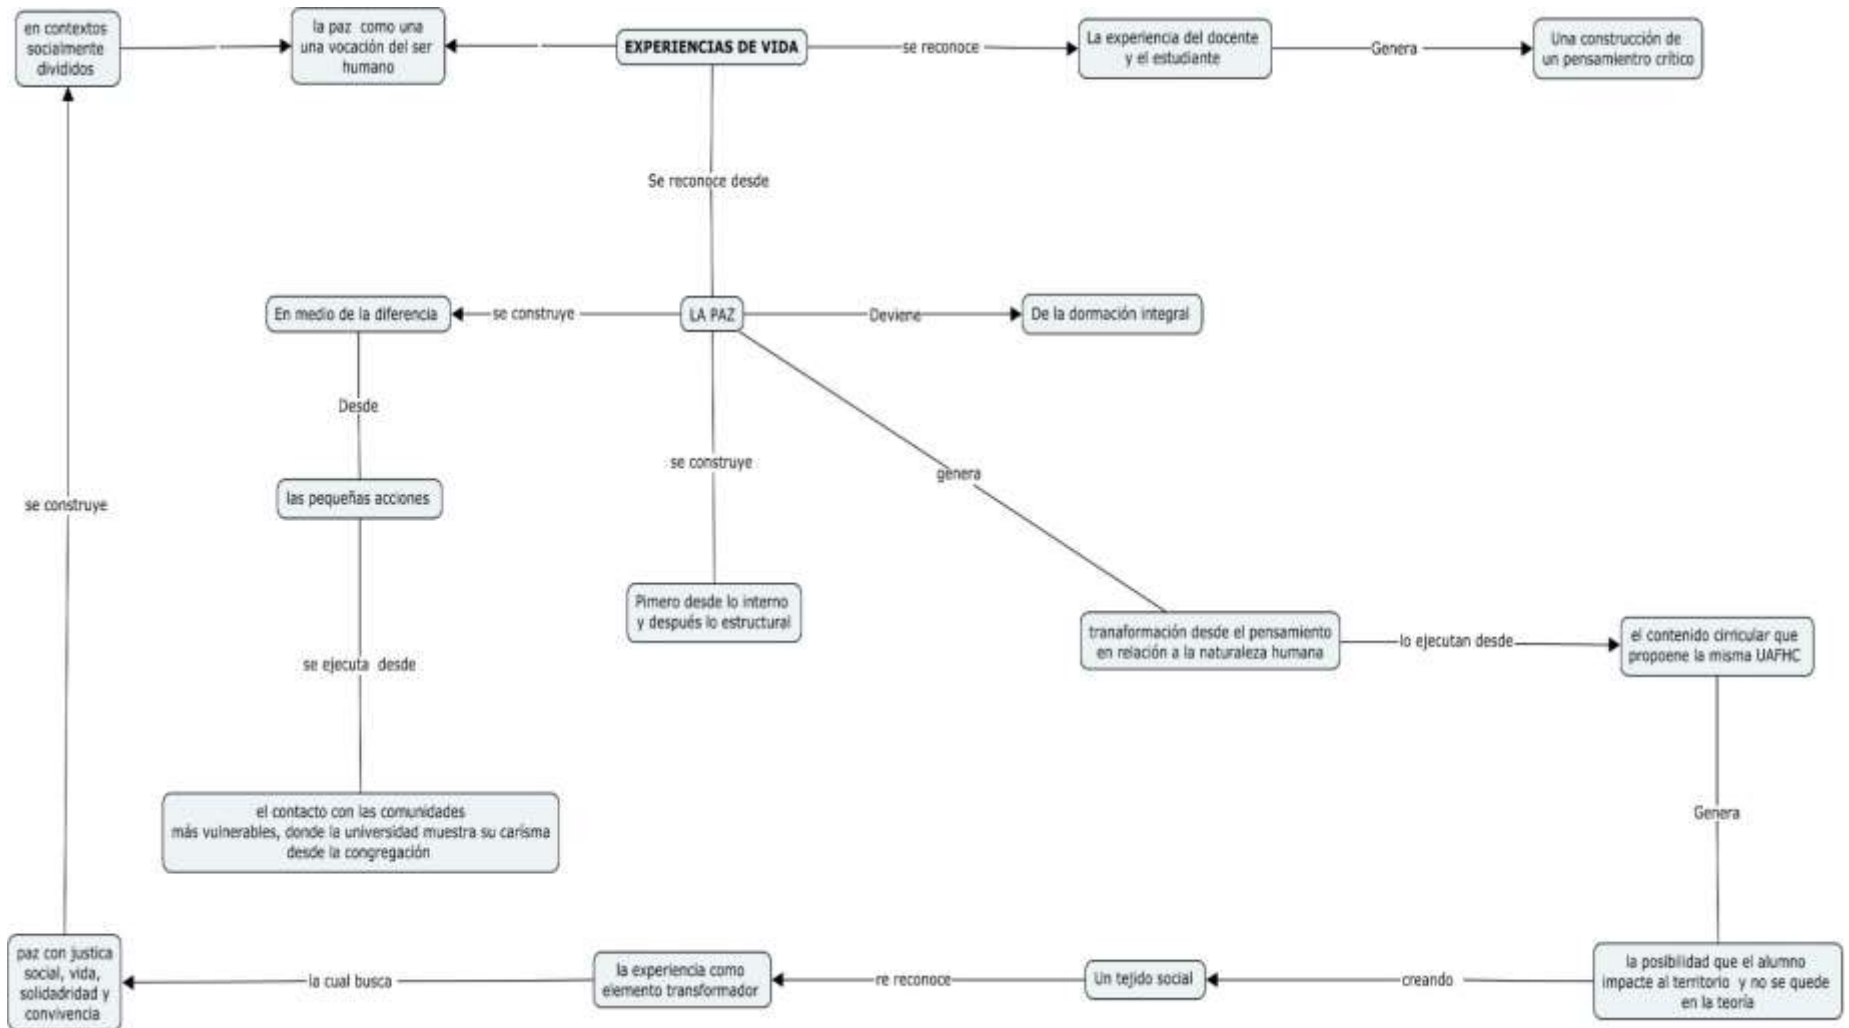 en contextos
socialmente
divididos
la paz como una
una vocación del ser
humano
EXPERIENCIAS DE VIDA
se reconoce
La experiencia del docente
y el estudiante
Genera
Una construcción de
un pensamientro crítico
Se reconoce desde
En medio de la diferencia
se construye
LA PAZ
Deviene
De la dormación integral
Desde
se construye
genera
las pequeñas acciones
se construye
Pimero desde lo interno
y después lo estructural
tranaformación desde el pensamiento
en relación a la naturaleza humana
lo ejecutan desde
el contenido cirricular que
propoene la misma UAFHC
se ejecuta desde
el contacto con las comunidades
más vulnerables, donde la universidad muestra su carisma
desde la congregación
Genera
paz con justica
social, vida,
solidadridad y
convivencia
la cual busca
la experiencia como
elemento transformador
re reconoce
Un tejido social
creando
la posibilidad que el alumno
impacte al territorio y no se quede
en la teoría